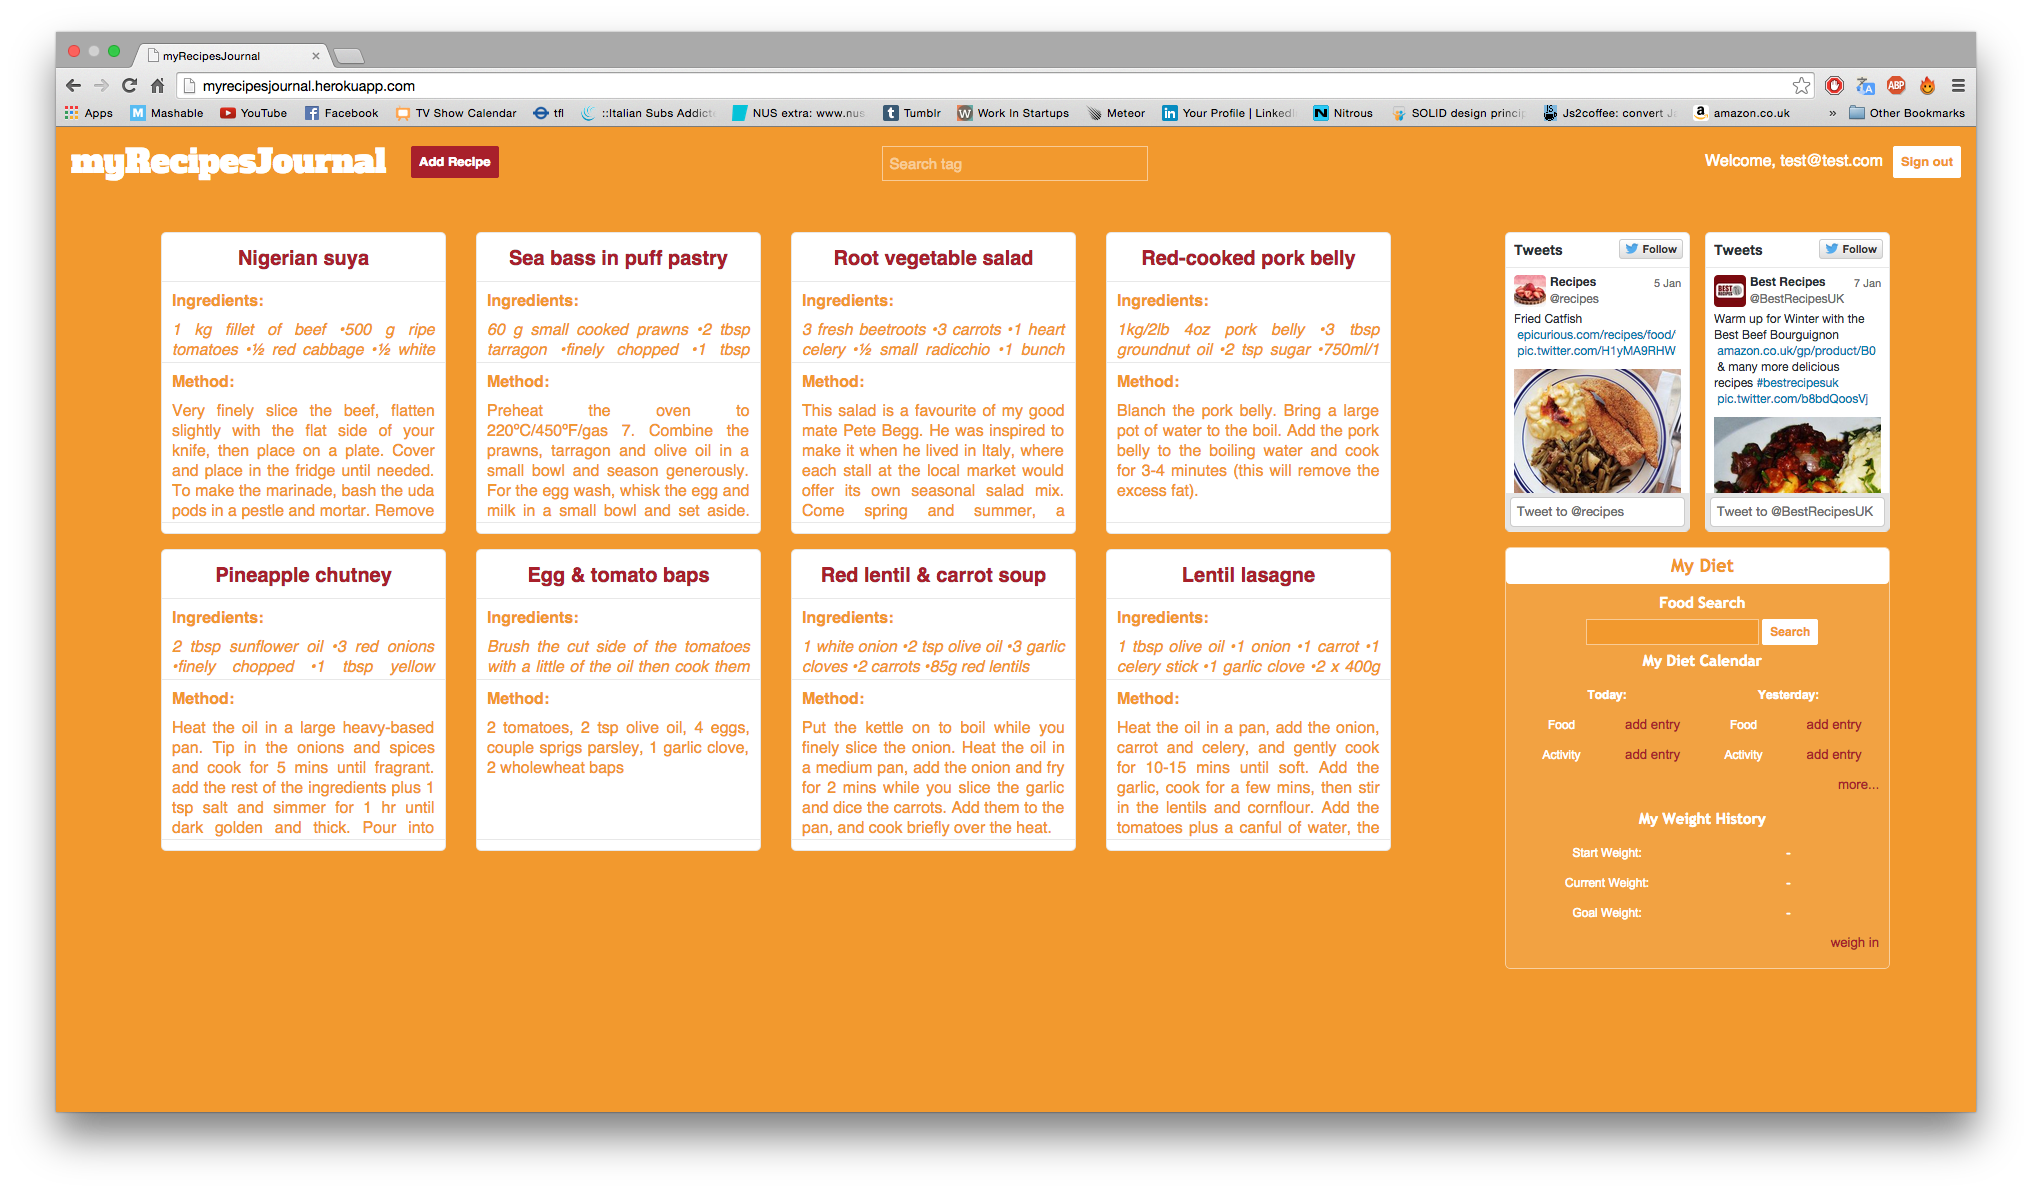 myRecipesJournal
myrecipesjournal.herokuapp.com
Apps
Mashable
YouTube
Facebook
TV Show Calendar
tfl
::Italian Subs Addict
NUS extra: www.nus
Tumblr
Work In Startups
Meteor
Your Profile | LinkedI
Nitrous
SOLID design princip
Js2coffee: convert J
amazon.co.uk
»
Other Bookmarks
myRecipesJournal
Add Recipe
Search tag
Welcome, test@test.com
Sign out
Nigerian suya
Ingredients:
1 kg fillet of beef •500 g ripe
tomatoes •½ red cabbage •½ white
Method:
Very finely slice the beef, flatten
slightly with the flat side of your
knife, then place on a plate. Cover
and place in the fridge until needed.
To make the marinade, bash the uda
pods in a pestle and mortar. Remove
Sea bass in puff pastry
Ingredients:
60 g small cooked prawns •2 tbsp
tarragon •finely chopped •1 tbsp
Method:
Preheat the oven to
220ºC/450ºF/gas 7. Combine the
prawns, tarragon and olive oil in a
small bowl and season generously.
For the egg wash, whisk the egg and
milk in a small bowl and set aside.
Root vegetable salad
Ingredients:
3 fresh beetroots •3 carrots •1 heart
celery •½ small radicchio •1 bunch
Method:
This salad is a favourite of my good
mate Pete Begg. He was inspired to
make it when he lived in Italy, where
each stall at the local market would
offer its own seasonal salad mix.
Come spring and summer, a
Red-cooked pork belly
Ingredients:
1kg/2lb 4oz pork belly •3 tbsp
groundnut oil •2 tsp sugar •750ml/1
Method:
Blanch the pork belly. Bring a large
pot of water to the boil. Add the pork
belly to the boiling water and cook
for 3-4 minutes (this will remove the
excess fat).
Pineapple chutney
Ingredients:
2 tbsp sunflower oil •3 red onions
•finely chopped •1 tbsp yellow
Method:
Heat the oil in a large heavy-based
pan. Tip in the onions and spices
and cook for 5 mins until fragrant.
add the rest of the ingredients plus 1
tsp salt and simmer for 1 hr until
dark golden and thick. Pour into
Egg & tomato baps
Ingredients:
Brush the cut side of the tomatoes
with a little of the oil then cook them
Method:
2 tomatoes, 2 tsp olive oil, 4 eggs,
couple sprigs parsley, 1 garlic clove,
2 wholewheat baps
Red lentil & carrot soup
Ingredients:
1 white onion •2 tsp olive oil •3 garlic
cloves •2 carrots •85g red lentils
Method:
Put the kettle on to boil while you
finely slice the onion. Heat the oil in
a medium pan, add the onion and fry
for 2 mins while you slice the garlic
and dice the carrots. Add them to the
pan, and cook briefly over the heat.
Lentil lasagne
Ingredients:
1 tbsp olive oil •1 onion •1 carrot •1
celery stick •1 garlic clove •2 x 400g
Method:
Heat the oil in a pan, add the onion,
carrot and celery, and gently cook
for 10-15 mins until soft. Add the
garlic, cook for a few mins, then stir
in the lentils and cornflour. Add the
tomatoes plus a canful of water, the
Tweets
Follow
Recipes
5 Jan
@recipes
Fried Catfish
epicurious.com/recipes/food/
pic.twitter.com/H1yMA9RHW
Tweet to @recipes
Tweets
Follow
BEST
RECIPES
Best Recipes
7 Jan
@BestRecipesUK
Warm up for Winter with the
Best Beef Bourguignon
amazon.co.uk/gp/product/B0
& many more delicious
recipes #bestrecipesuk
pic.twitter.com/b8bdQoosVj
Tweet to @BestRecipesUK
My Diet
Food Search
Search
My Diet Calendar
Today:
Yesterday:
Food add entry Food add entry
Activity add entry Activity add entry
more...
My Weight History
Start Weight: -
Current Weight: -
Goal Weight: -
weigh in